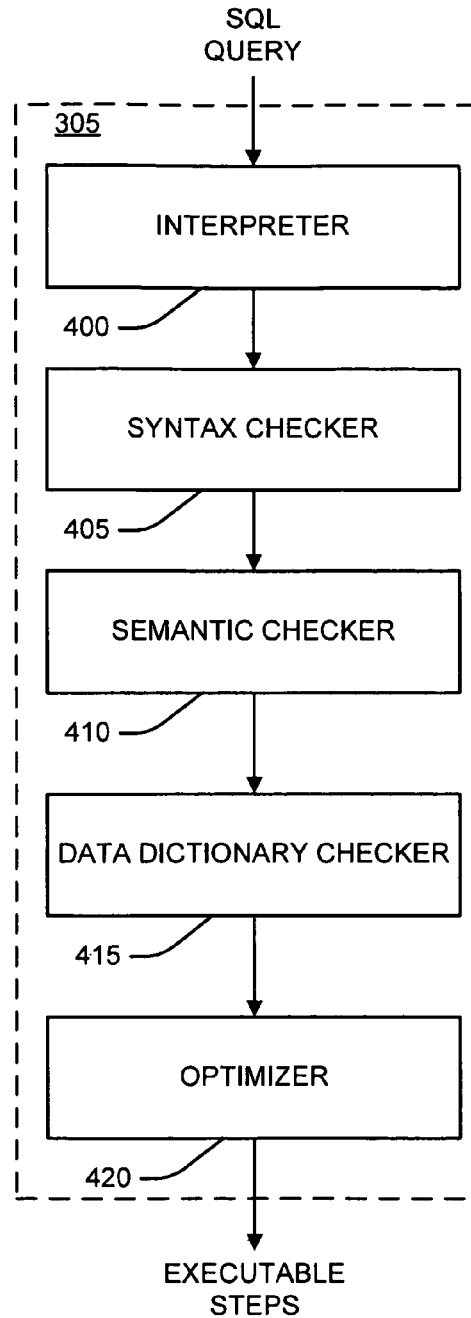 SQL
QUERY
305
INTERPRETER
400
SYNTAX CHECKER
405
SEMANTIC CHECKER
410
DATA DICTIONARY CHECKER
415
OPTIMIZER
420
EXECUTABLE
STEPS